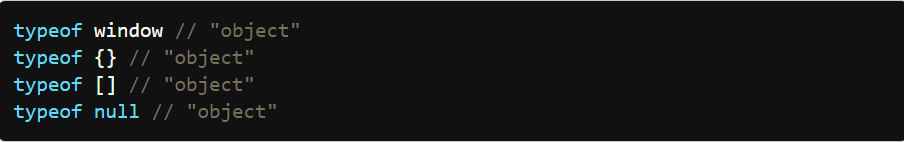 typeof window // "object"
typeof {} // "object"
typeof [] // "object"
typeof null // "object"